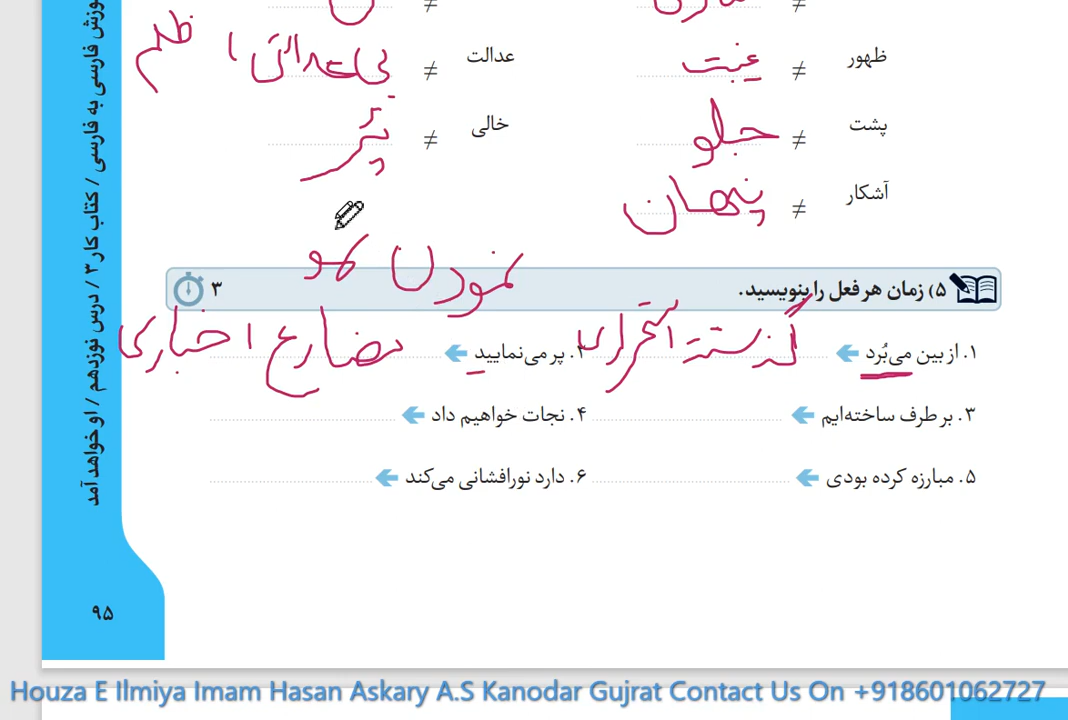 ظهور ≠ غیبت
عدالت ≠ بی‌عدالتی ، ظلم
پشت ≠ جلو
خالی ≠ پُر
آشکار ≠ پنهان
نمودن
۵) زمان هر فعل را بنویسید. ۳
۱. از بین می‌بُرد گذشتۀ استمراری ۲. پر می‌نمایید مضارع اخباری
۳. بر طرف ساخته‌ایم ۴. نجات خواهیم داد
۵. مبارزه کرده بودی ۶. دارد نورافشانی می‌کند
آموزش فارسی به فارسی / کتاب کار ۳ / درس نوزدهم / او خواهد آمد
۹۵
Houza E Ilmiya Imam Hasan Askary A.S Kanodar Gujrat Contact Us On +918601062727